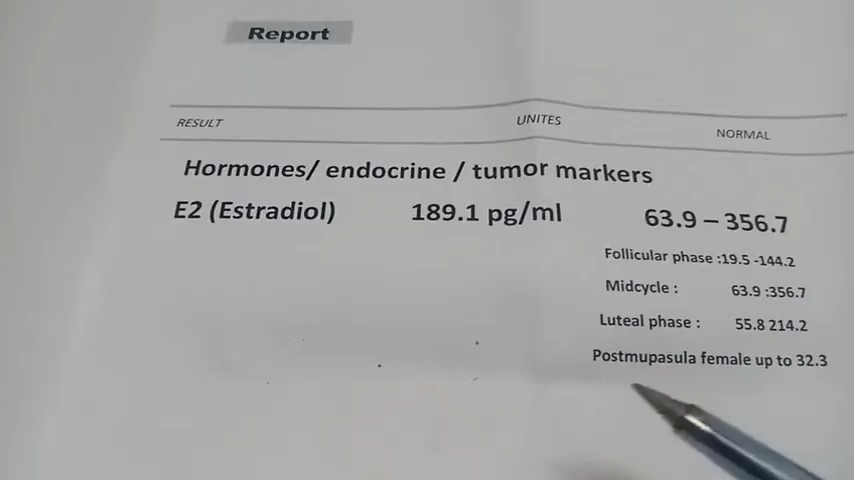 Report
RESULT UNITES NORMAL
Hormones/ endocrine / tumor markers
E2 (Estradiol) 189.1 pg/ml 63.9 – 356.7
Follicular phase :19.5 -144.2
Midcycle : 63.9 :356.7
Luteal phase : 55.8 214.2
Postmupasula female up to 32.3